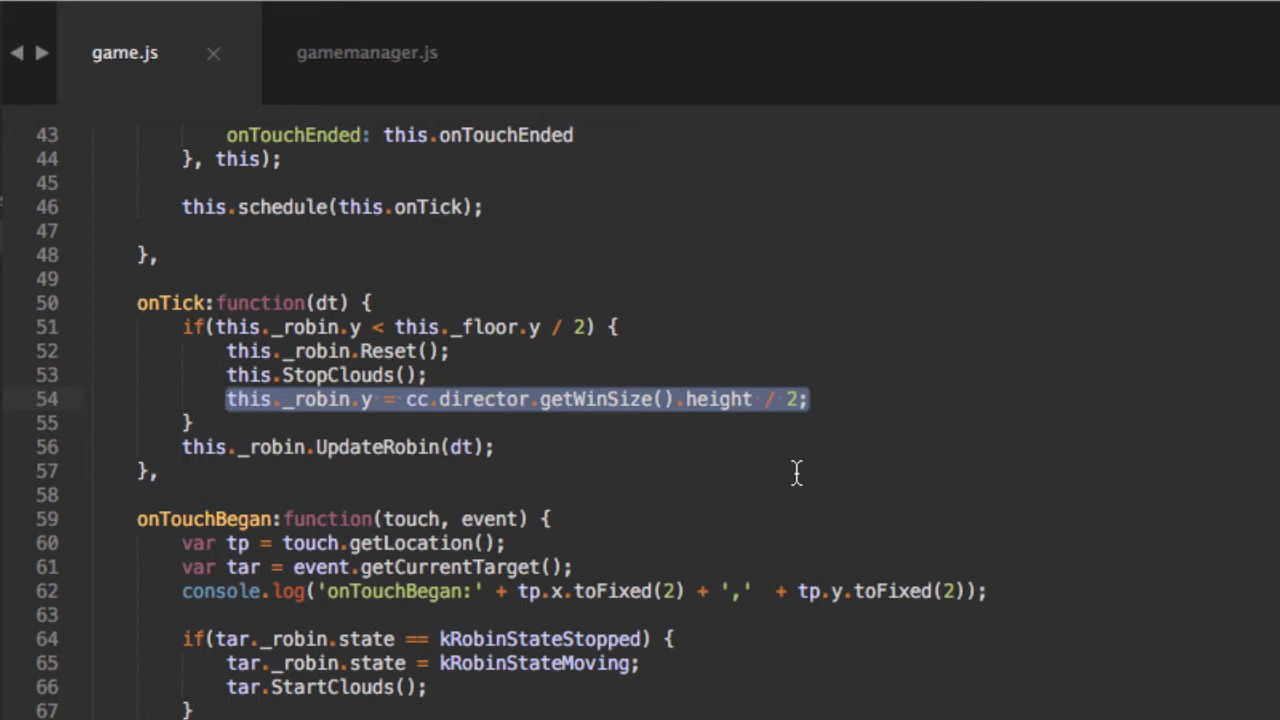 game.js
gamemanager.js
43 onTouchEnded: this.onTouchEnded
44 }, this);
45
46 this.schedule(this.onTick);
47
48 },
49
50 onTick:function(dt) {
51 if(this._robin.y < this._floor.y / 2) {
52 this._robin.Reset();
53 this.StopClouds();
54 this._robin.y = cc.director.getWinSize().height / 2;
55 }
56 this._robin.UpdateRobin(dt);
57 },
58
59 onTouchBegan:function(touch, event) {
60 var tp = touch.getLocation();
61 var tar = event.getCurrentTarget();
62 console.log('onTouchBegan:' + tp.x.toFixed(2) + ',' + tp.y.toFixed(2));
63
64 if(tar._robin.state == kRobinStateStopped) {
65 tar._robin.state = kRobinStateMoving;
66 tar.StartClouds();
67 }